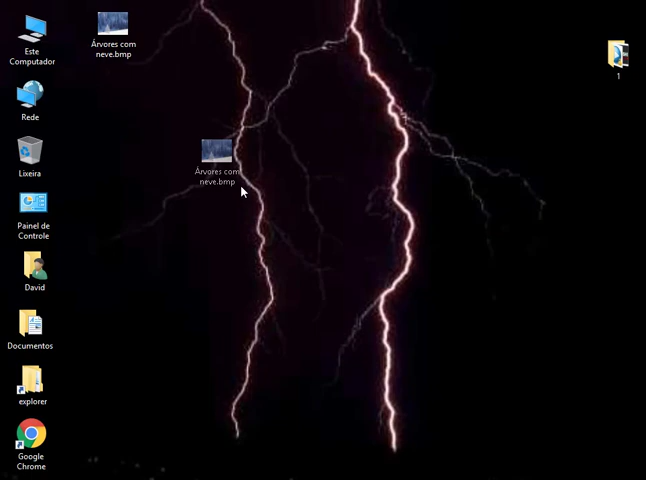 Este
Computador
Árvores com
neve.bmp
1
Rede
Lixeira
Árvores com
neve.bmp
Painel de
Controle
David
Documentos
explorer
Google
Chrome